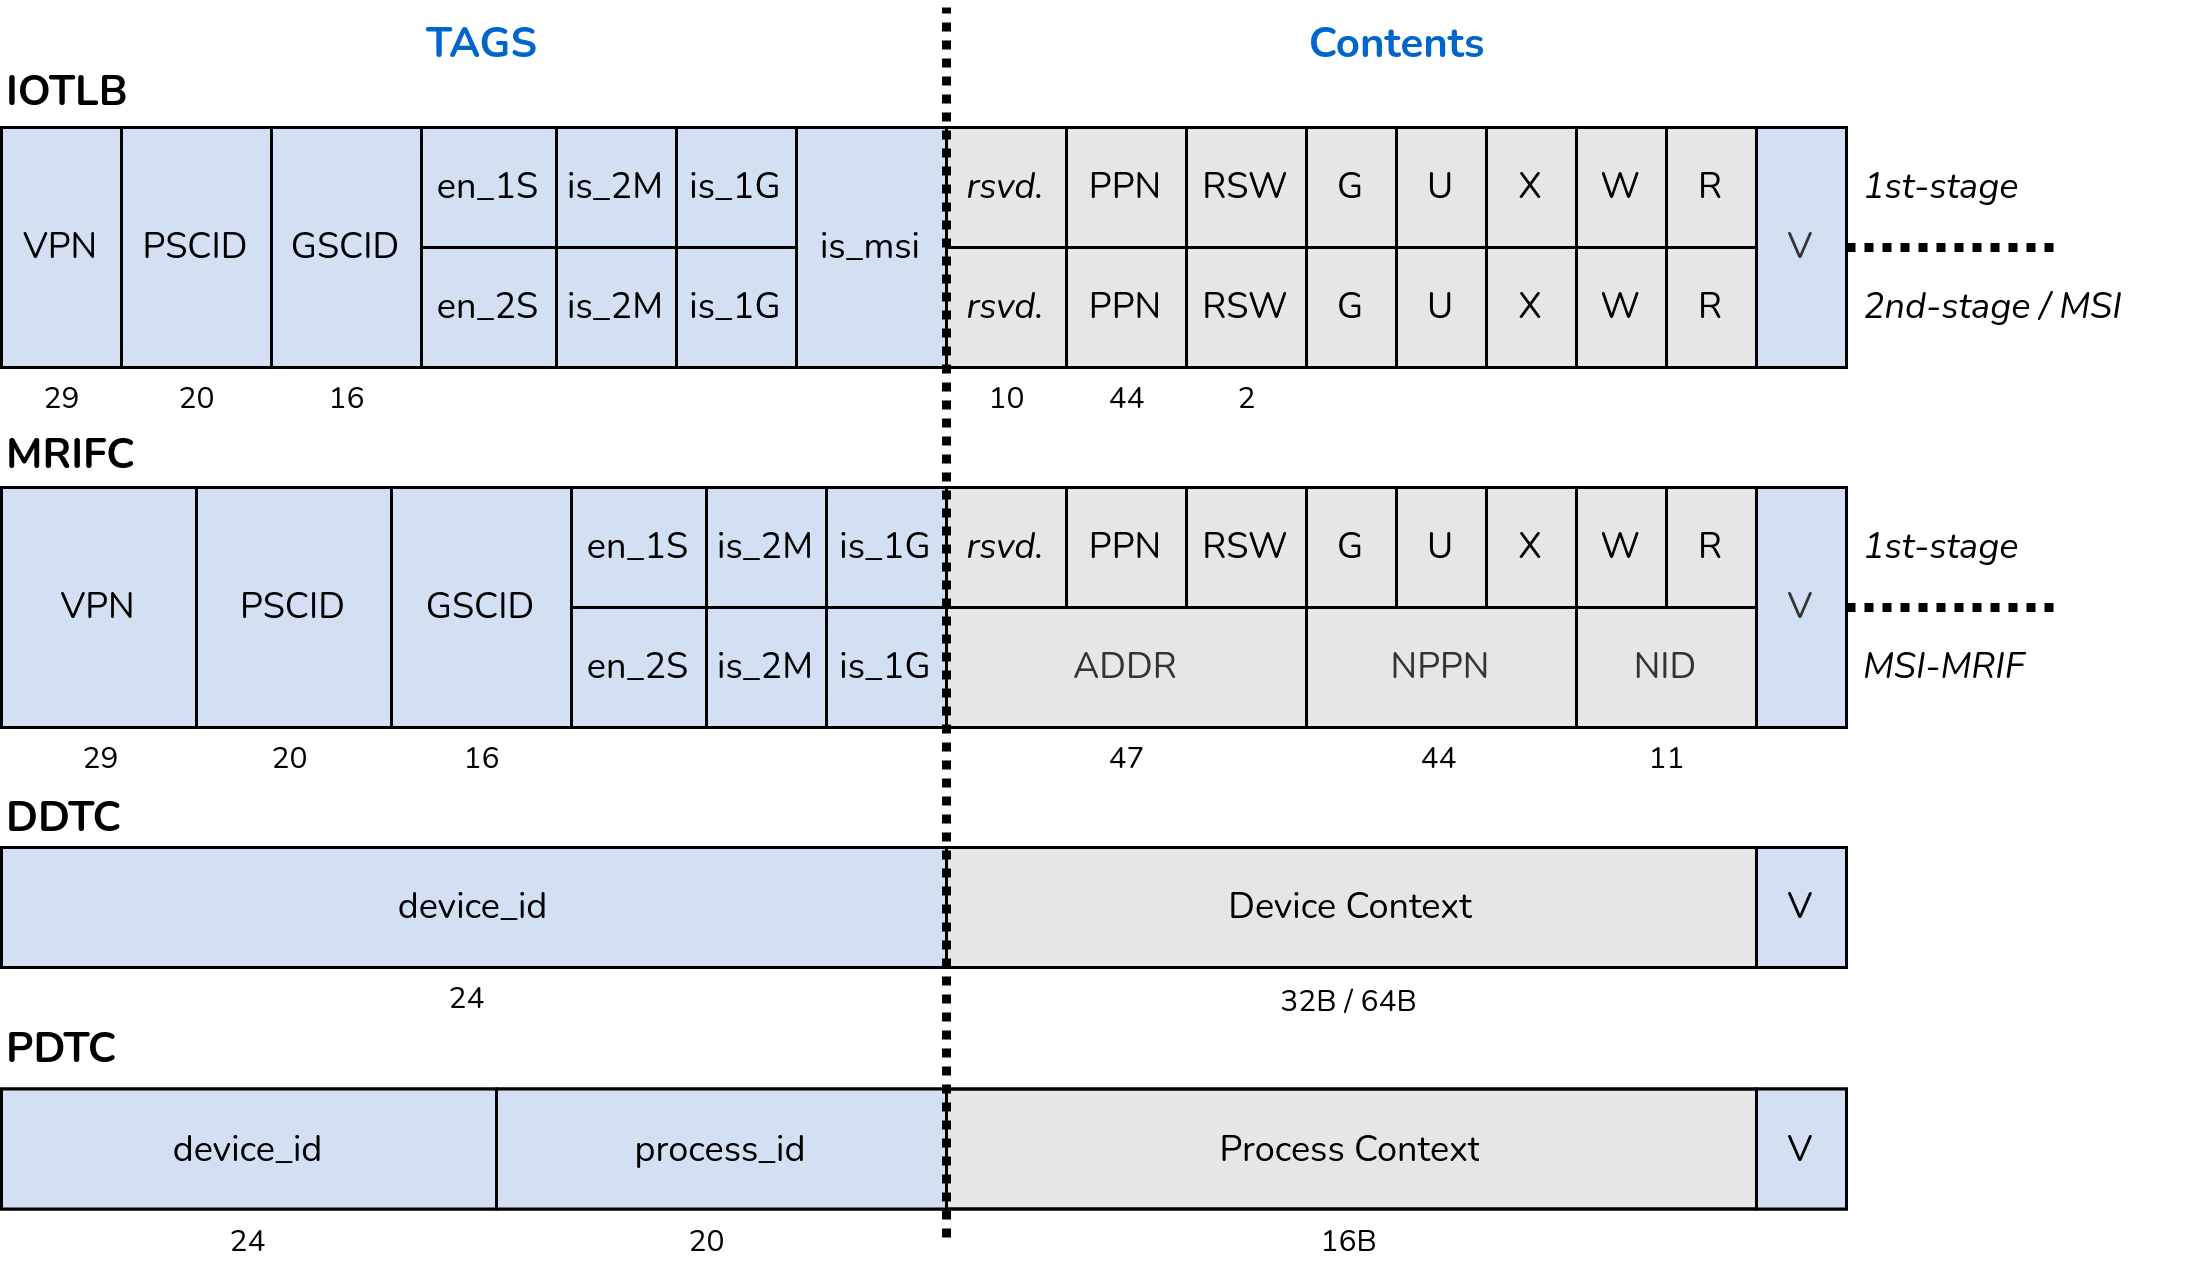 TAGS Contents
IOTLB
VPN PSCID GSCID en_1S is_2M is_1G is_msi rsvd. PPN RSW G U X W R V 1st-stage
en_2S is_2M is_1G rsvd. PPN RSW G U X W R 2nd-stage / MSI
29 20 16 10 44 2
MRIFC
VPN PSCID GSCID en_1S is_2M is_1G rsvd. PPN RSW G U X W R V 1st-stage
en_2S is_2M is_1G ADDR NPPN NID MSI-MRIF
29 20 16 47 44 11
DDTC
device_id Device Context V
24 32B / 64B
PDTC
device_id process_id Process Context V
24 20 16B